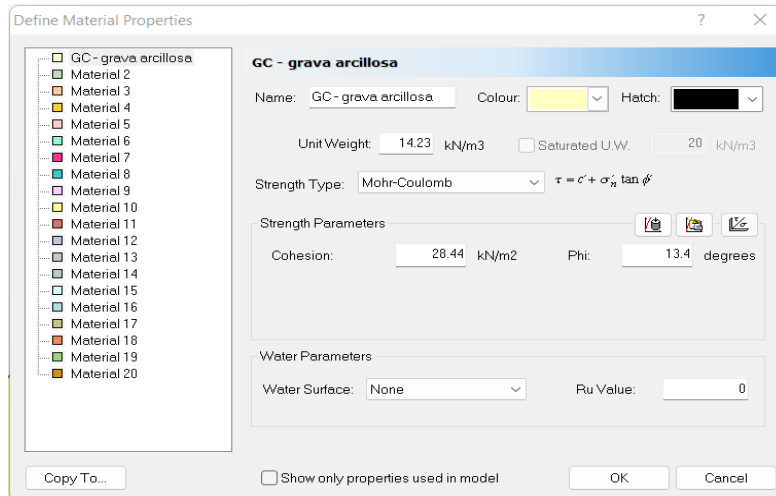 Define Material Properties ? ×
GC - grava arcillosa
Material 2
Material 3
Material 4
Material 5
Material 6
Material 7
Material 8
Material 9
Material 10
Material 11
Material 12
Material 13
Material 14
Material 15
Material 16
Material 17
Material 18
Material 19
Material 20
GC - grava arcillosa
Name: GC - grava arcillosa Colour: Hatch:
Unit Weight: 14.23 kN/m3 Saturated U.W. 20 kN/m3
Strength Type: Mohr-Coulomb τ = c′ + σ′n tan ϕ′
Strength Parameters
Cohesion: 28.44 kN/m2 Phi: 13.4 degrees
Water Parameters
Water Surface: None Ru Value: 0
Copy To... Show only properties used in model OK Cancel